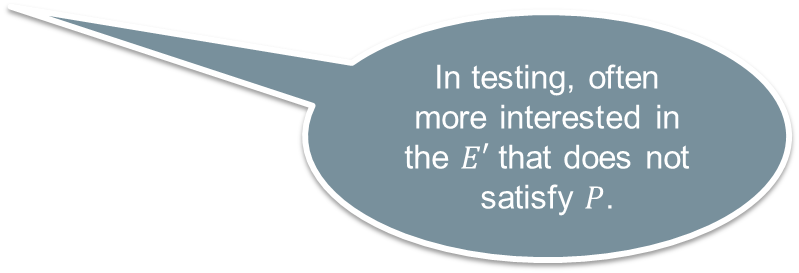 In testing, often
more interested in
the 𝐸′ that does not
satisfy 𝑃.